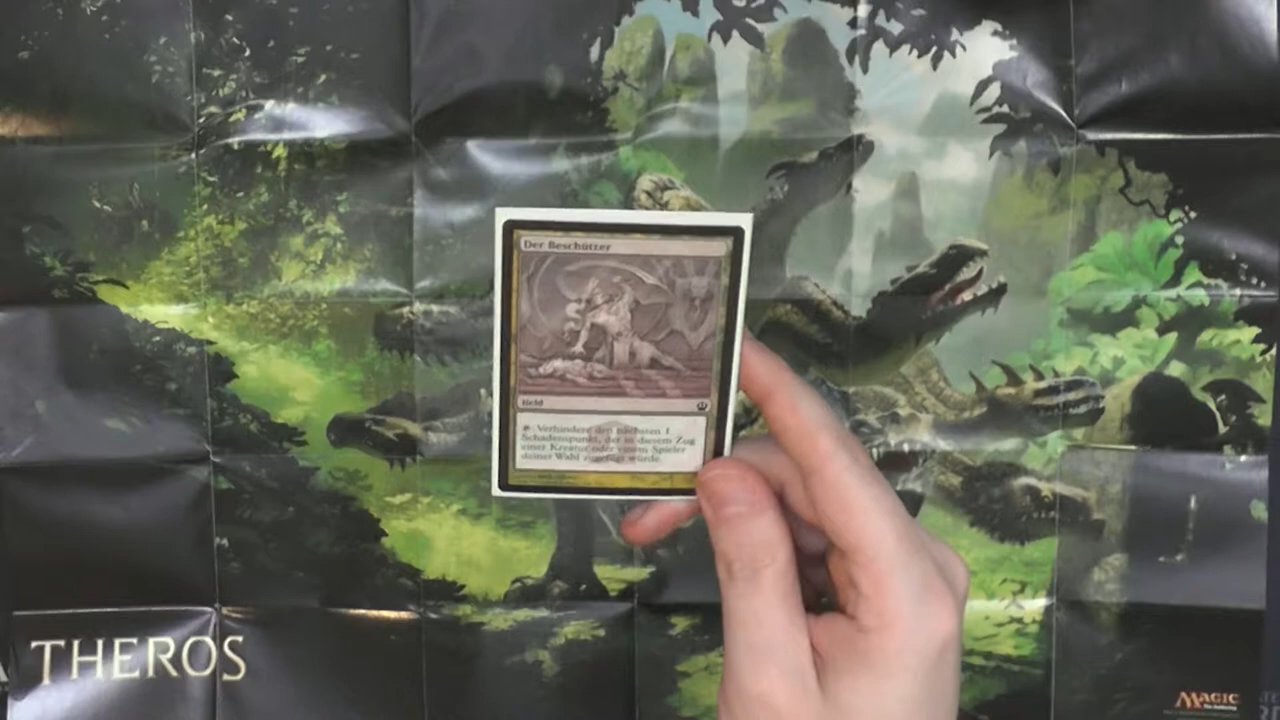 Der Beschützer
Held
Verhindere den nächsten 1
Schadenspunkt, der in diesem Zug
einer Kreatur oder einem Spieler
deiner Wahl zugefügt würde.
THEROS
MAGIC